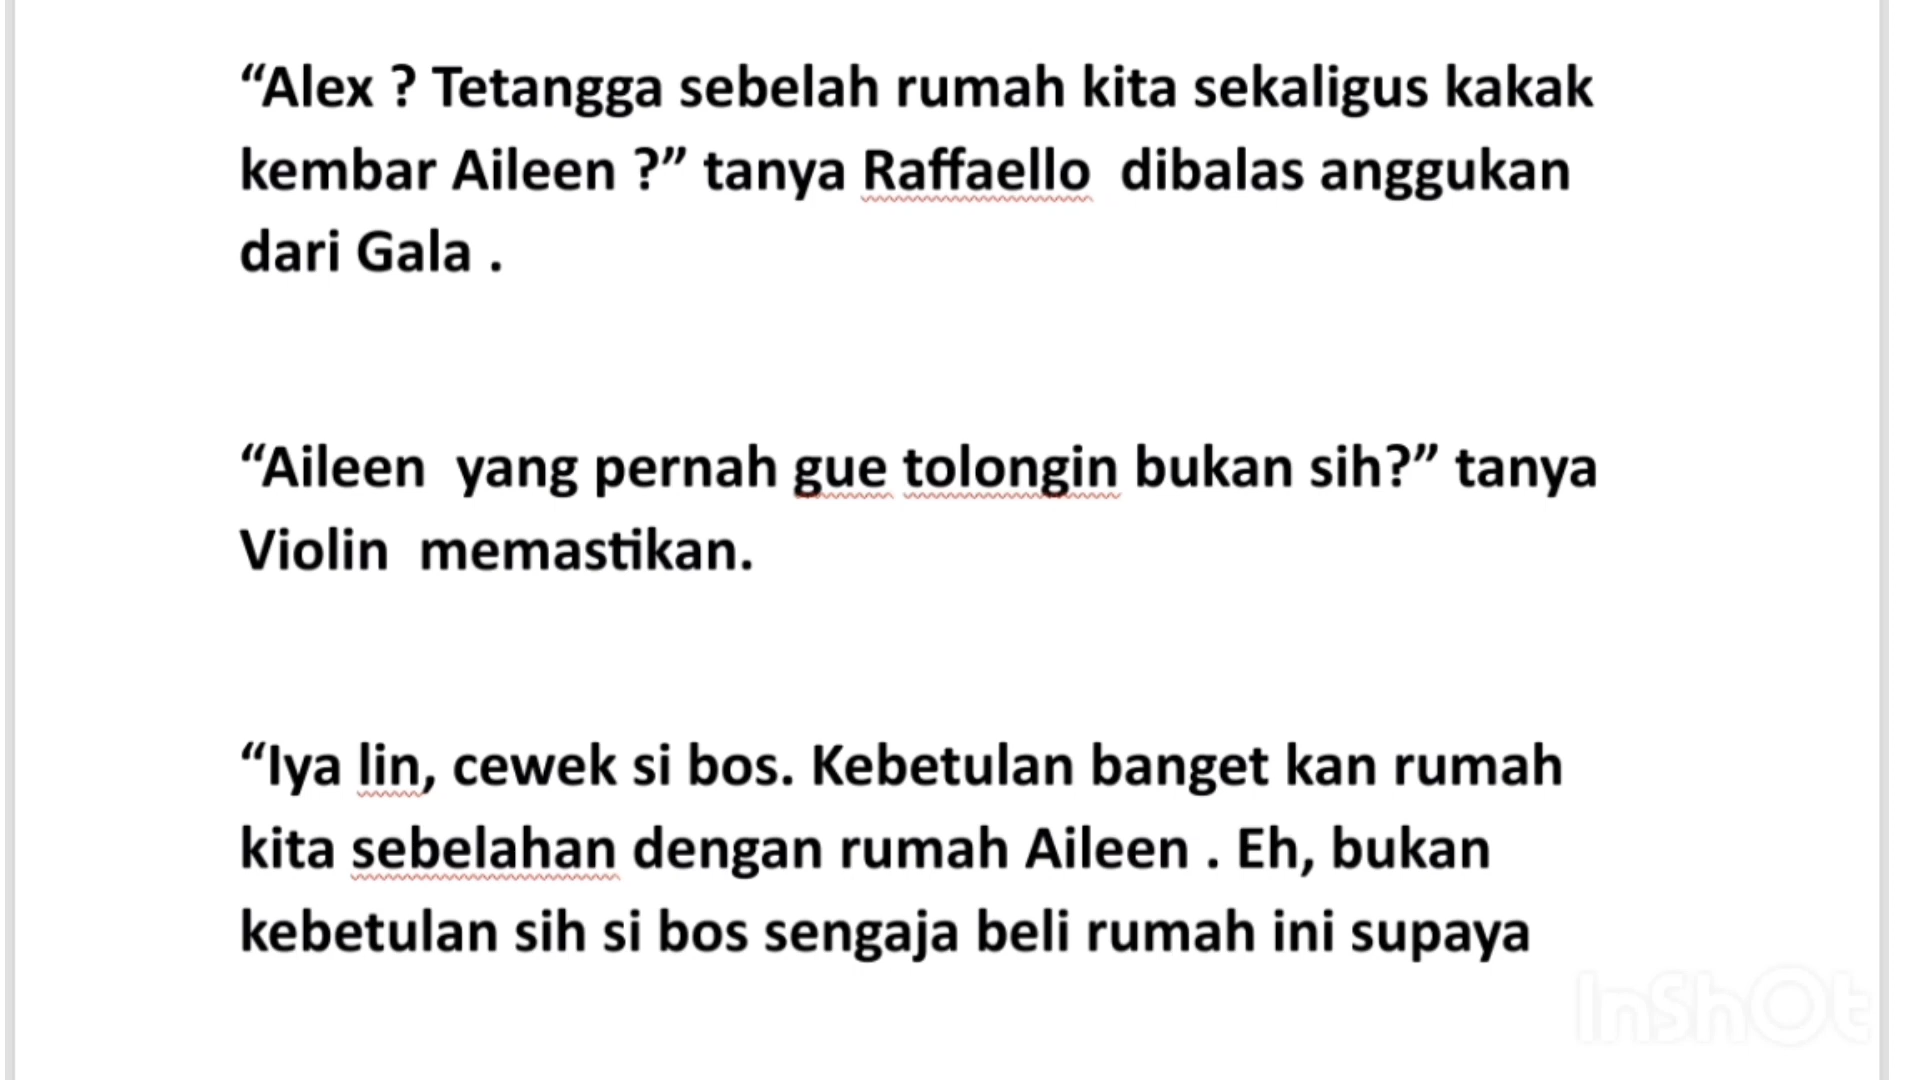 “Alex ? Tetangga sebelah rumah kita sekaligus kakak
kembar Aileen ?” tanya Raffaello  dibalas anggukan
dari Gala .
“Aileen  yang pernah gue tolongin bukan sih?” tanya
Violin  memastikan.
“Iya lin, cewek si bos. Kebetulan banget kan rumah
kita sebelahan dengan rumah Aileen . Eh, bukan
kebetulan sih si bos sengaja beli rumah ini supaya
InShOt